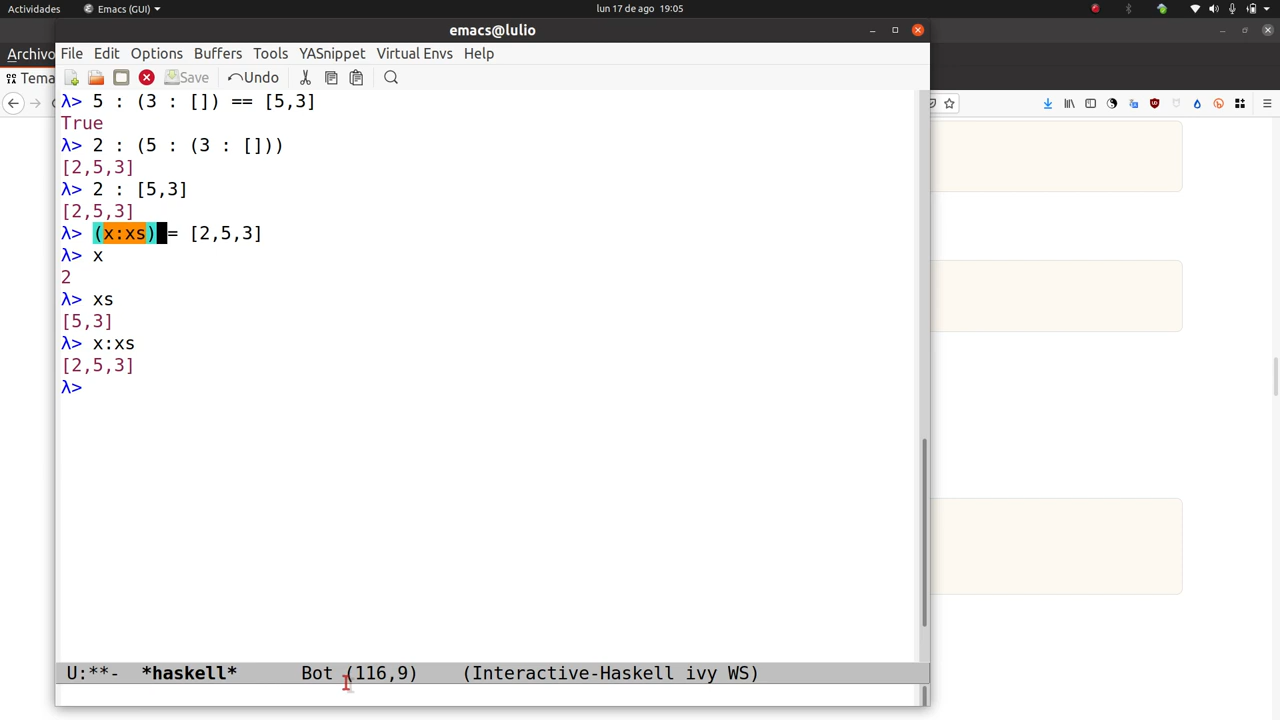 Actividades
Emacs (GUI)
lun 17 de ago 19:05
emacs@lulio
Archivo
File Edit Options Buffers Tools YASnippet Virtual Envs Help
Tema
Save
Undo
λ> 5 : (3 : []) == [5,3]
True
λ> 2 : (5 : (3 : []))
[2,5,3]
λ> 2 : [5,3]
[2,5,3]
λ> (x:xs) = [2,5,3]
λ> x
2
λ> xs
[5,3]
λ> x:xs
[2,5,3]
λ>
U:**- *haskell* Bot (116,9) (Interactive-Haskell ivy WS)